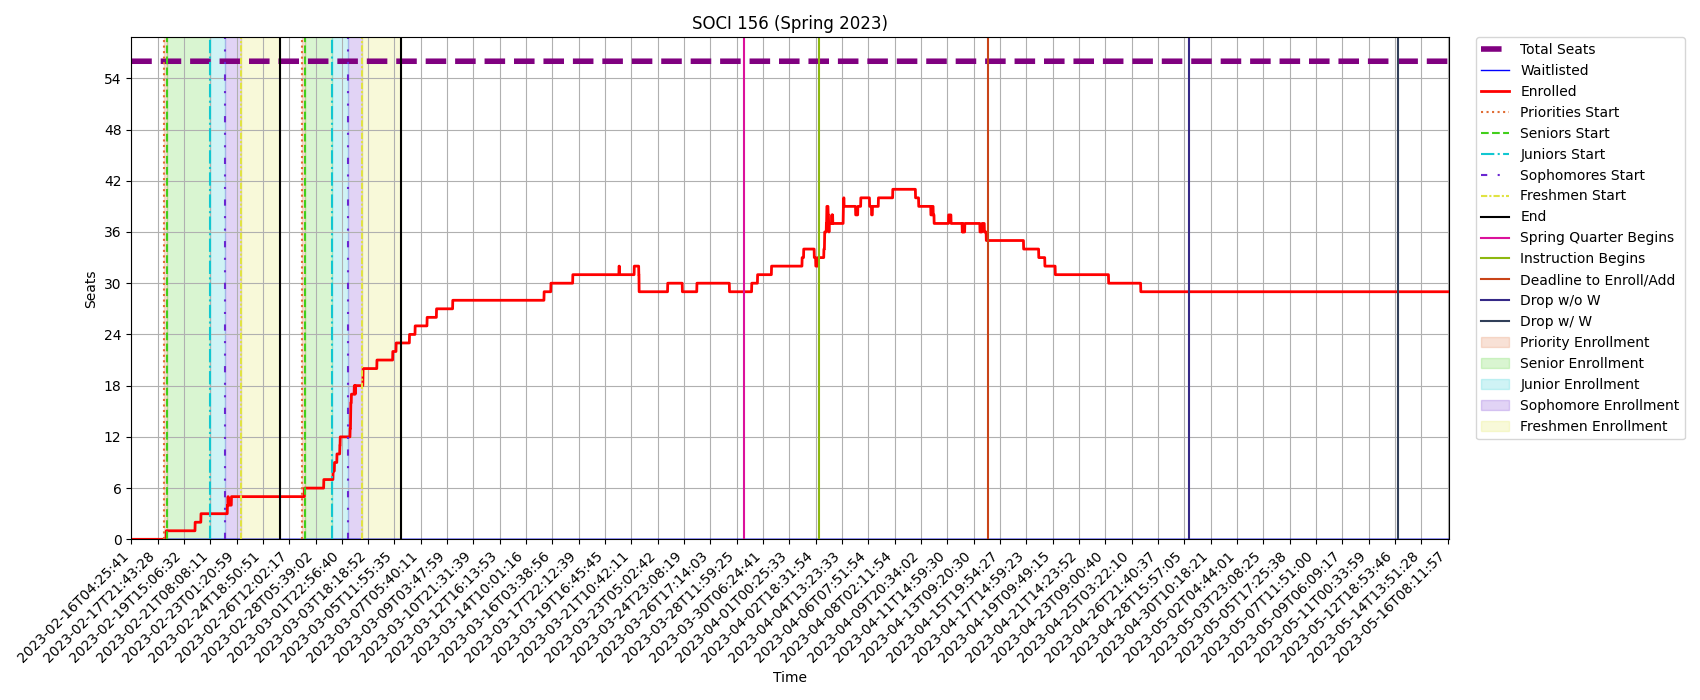 SOCI 156 (Spring 2023)
Total Seats
Waitlisted
Enrolled
Priorities Start
Seniors Start
Juniors Start
Sophomores Start
Freshmen Start
End
Spring Quarter Begins
Instruction Begins
Deadline to Enroll/Add
Drop w/o W
Drop w/ W
Priority Enrollment
Senior Enrollment
Junior Enrollment
Sophomore Enrollment
Freshmen Enrollment
Seats
54
48
42
36
30
24
18
12
6
0
2023-02-16T04:25:41
2023-02-17T21:43:28
2023-02-19T15:06:32
2023-02-21T08:08:11
2023-02-23T01:20:59
2023-02-24T18:50:51
2023-02-26T12:02:17
2023-02-28T05:39:02
2023-03-01T22:56:40
2023-03-03T18:18:52
2023-03-05T11:55:35
2023-03-07T05:40:11
2023-03-09T03:47:59
2023-03-12T16:13:53
2023-03-14T10:01:16
2023-03-16T03:38:56
2023-03-17T22:12:39
2023-03-19T16:45:45
2023-03-21T10:42:11
2023-03-23T05:02:42
2023-03-24T23:08:19
2023-03-26T17:14:03
2023-03-28T11:59:25
2023-03-30T06:24:41
2023-04-01T00:25:33
2023-04-02T18:31:54
2023-04-04T13:23:33
2023-04-06T07:51:54
2023-04-08T02:11:54
2023-04-09T20:34:02
2023-04-11T14:59:30
2023-04-13T09:20:30
2023-04-15T19:54:27
2023-04-17T14:59:23
2023-04-19T09:49:15
2023-04-21T14:23:52
2023-04-23T09:00:40
2023-04-25T03:22:10
2023-04-26T21:40:37
2023-04-28T15:57:05
2023-04-30T10:18:21
2023-05-02T04:44:01
2023-05-03T23:08:25
2023-05-05T17:25:38
2023-05-07T11:51:00
2023-05-09T06:09:17
2023-05-11T00:33:59
2023-05-12T18:53:46
2023-05-14T13:51:28
2023-05-16T08:11:57
Time